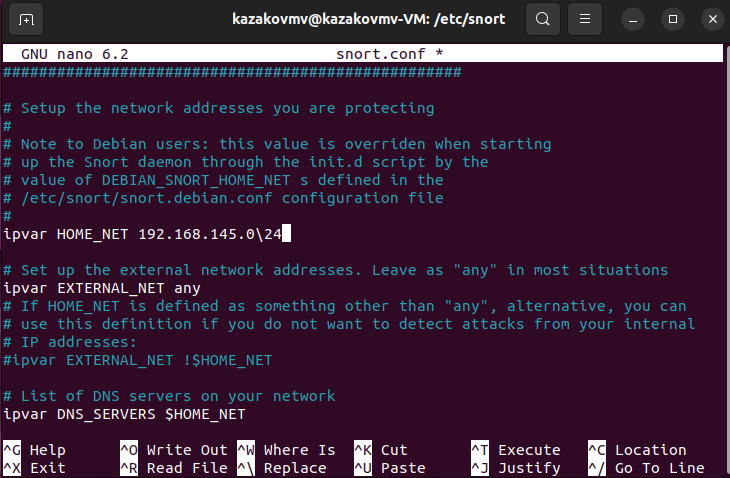 kazakovmv@kazakovmv-VM: /etc/snort
GNU nano 6.2 snort.conf *
###################################################
# Setup the network addresses you are protecting
#
# Note to Debian users: this value is overriden when starting
# up the Snort daemon through the init.d script by the
# value of DEBIAN_SNORT_HOME_NET s defined in the
# /etc/snort/snort.debian.conf configuration file
#
ipvar HOME_NET 192.168.145.0\24
# Set up the external network addresses. Leave as "any" in most situations
ipvar EXTERNAL_NET any
# If HOME_NET is defined as something other than "any", alternative, you can
# use this definition if you do not want to detect attacks from your internal
# IP addresses:
#ipvar EXTERNAL_NET !$HOME_NET
# List of DNS servers on your network
ipvar DNS_SERVERS $HOME_NET
^G Help ^O Write Out ^W Where Is ^K Cut ^T Execute ^C Location
^X Exit ^R Read File ^\ Replace ^U Paste ^J Justify ^/ Go To Line